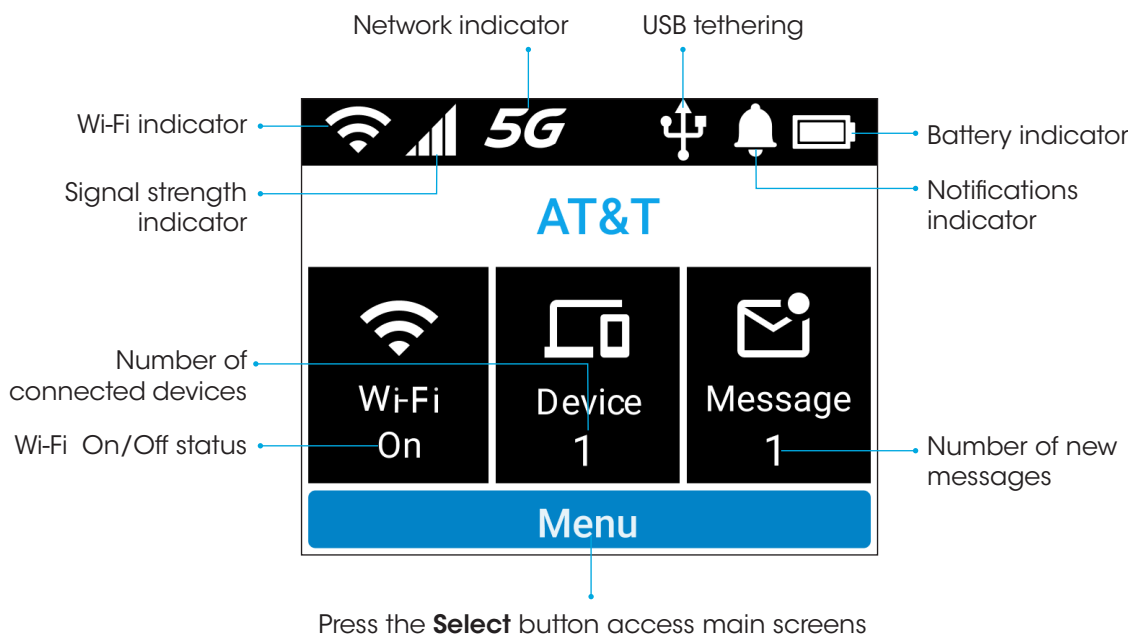 Network indicator
USB tethering
Wi-Fi indicator
5G
Battery indicator
Signal strength
indicator
Notifications
indicator
AT&T
Number of
connected devices
Wi-Fi
Device
Message
Wi-Fi On/Off status
On
1
1
Number of new
messages
Menu
Press the Select button access main screens